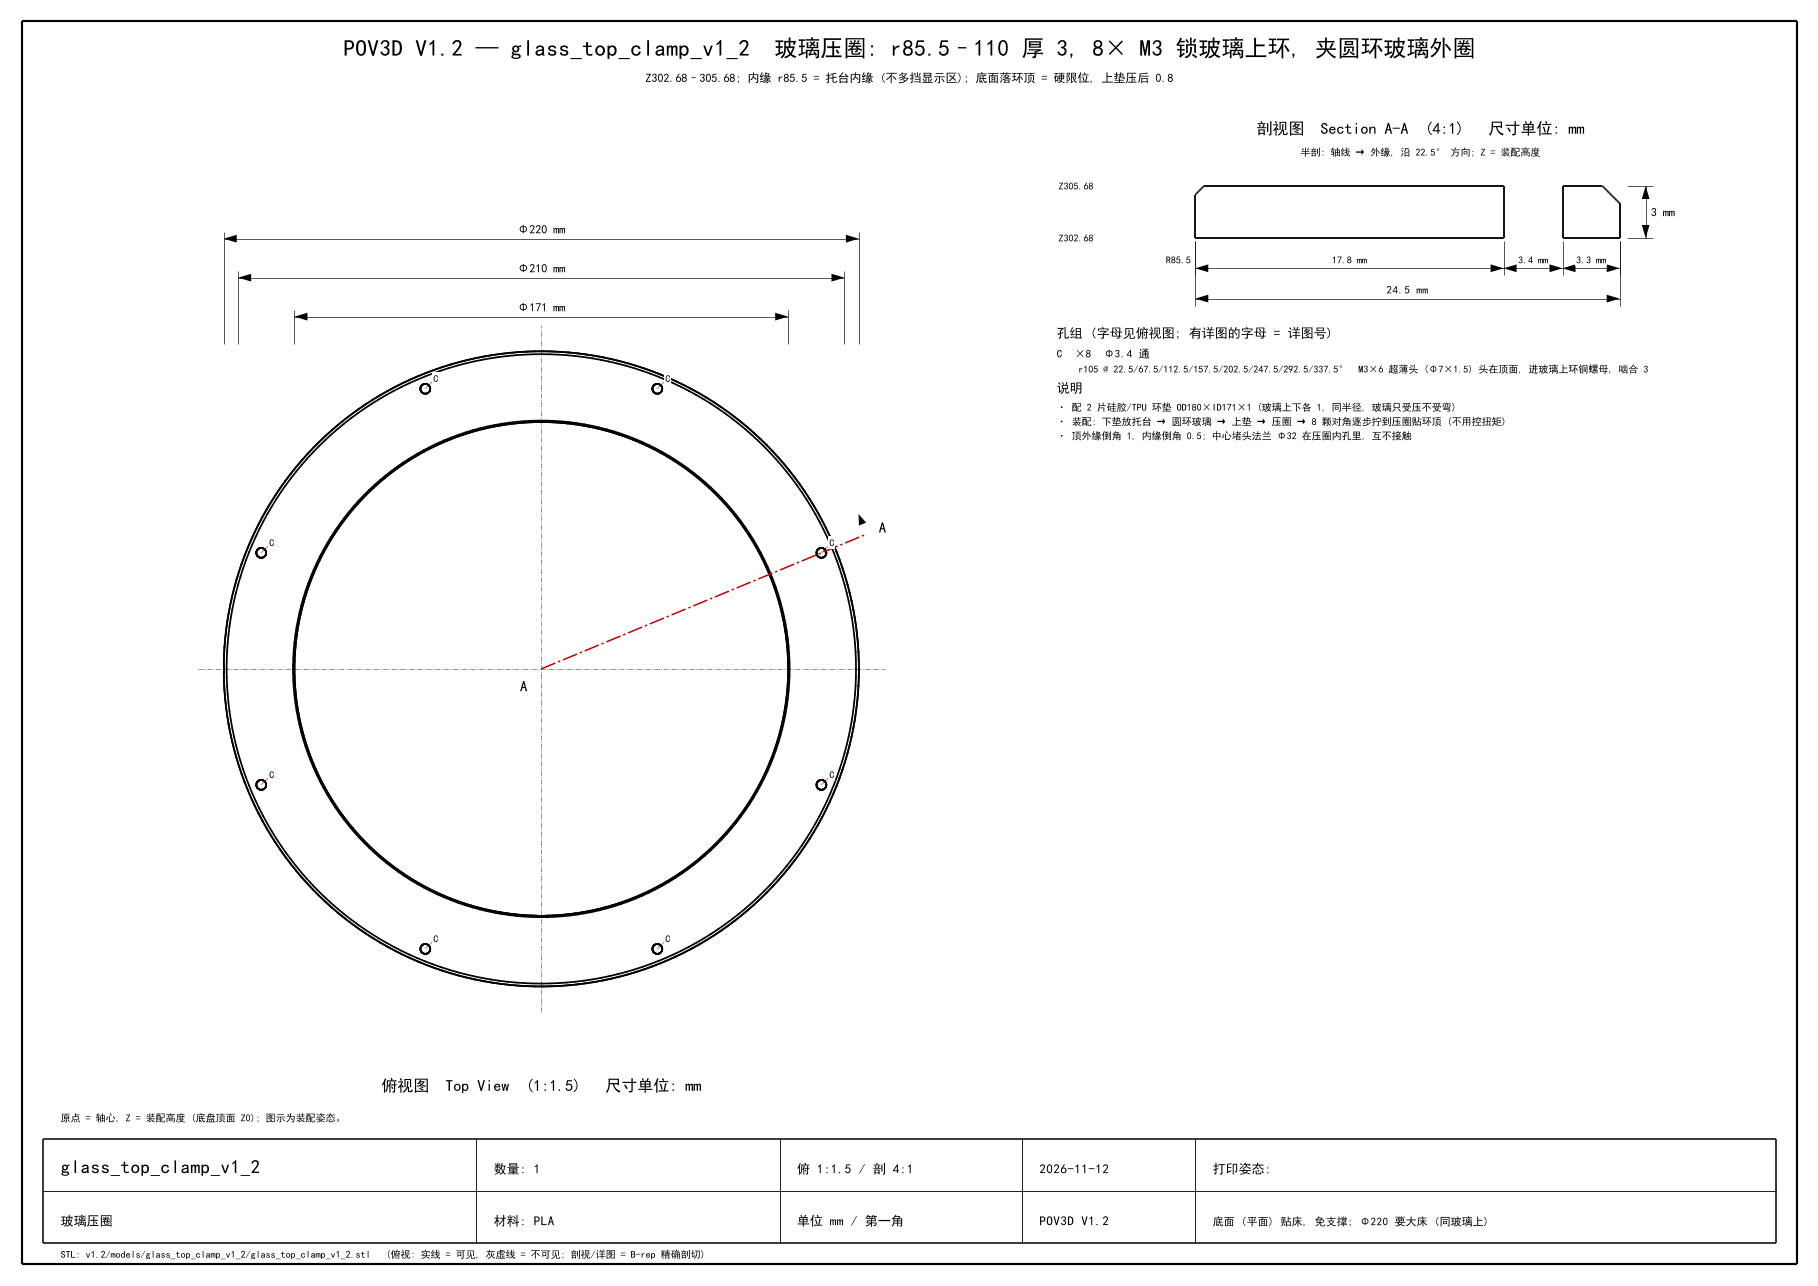 POV3D V1.2 — glass_top_clamp_v1_2  玻璃压圈: r85.5–110 厚 3, 8× M3 锁玻璃上环, 夹圆环玻璃外圈
Z302.68–305.68; 内缘 r85.5 = 托台内缘 (不多挡显示区); 底面落环顶 = 硬限位, 上垫压后 0.8
剖视图  Section A-A  (4:1)  尺寸单位: mm
半剖: 轴线 → 外缘, 沿 22.5° 方向; Z = 装配高度
Z305.68
3 mm
Z302.68
R85.5
17.8 mm
3.4 mm
3.3 mm
24.5 mm
孔组 (字母见俯视图; 有详图的字母 = 详图号)
C  ×8  Φ3.4 通
r105 @ 22.5/67.5/112.5/157.5/202.5/247.5/292.5/337.5°  M3×6 超薄头 (Φ7×1.5) 头在顶面, 进玻璃上环铜螺母, 啮合 3
说明
· 配 2 片硅胶/TPU 环垫 OD180×ID171×1 (玻璃上下各 1, 同半径, 玻璃只受压不受弯)
· 装配: 下垫放托台 → 圆环玻璃 → 上垫 → 压圈 → 8 颗对角逐步拧到压圈贴环顶 (不用控扭矩)
· 顶外缘倒角 1, 内缘倒角 0.5; 中心堵头法兰 Φ32 在压圈内孔里, 互不接触
Φ220 mm
Φ210 mm
Φ171 mm
C
C
A
C
C
A
C
C
C
C
俯视图  Top View  (1:1.5)  尺寸单位: mm
原点 = 轴心, Z = 装配高度 (底盘顶面 Z0); 图示为装配姿态。
glass_top_clamp_v1_2
数量: 1
俯 1:1.5 / 剖 4:1
2026-11-12
打印姿态:
玻璃压圈
材料: PLA
单位 mm / 第一角
POV3D V1.2
底面 (平面) 贴床, 免支撑; Φ220 要大床 (同玻璃上)
STL: v1.2/models/glass_top_clamp_v1_2/glass_top_clamp_v1_2.stl  (俯视: 实线 = 可见, 灰虚线 = 不可见; 剖视/详图 = B-rep 精确剖切)